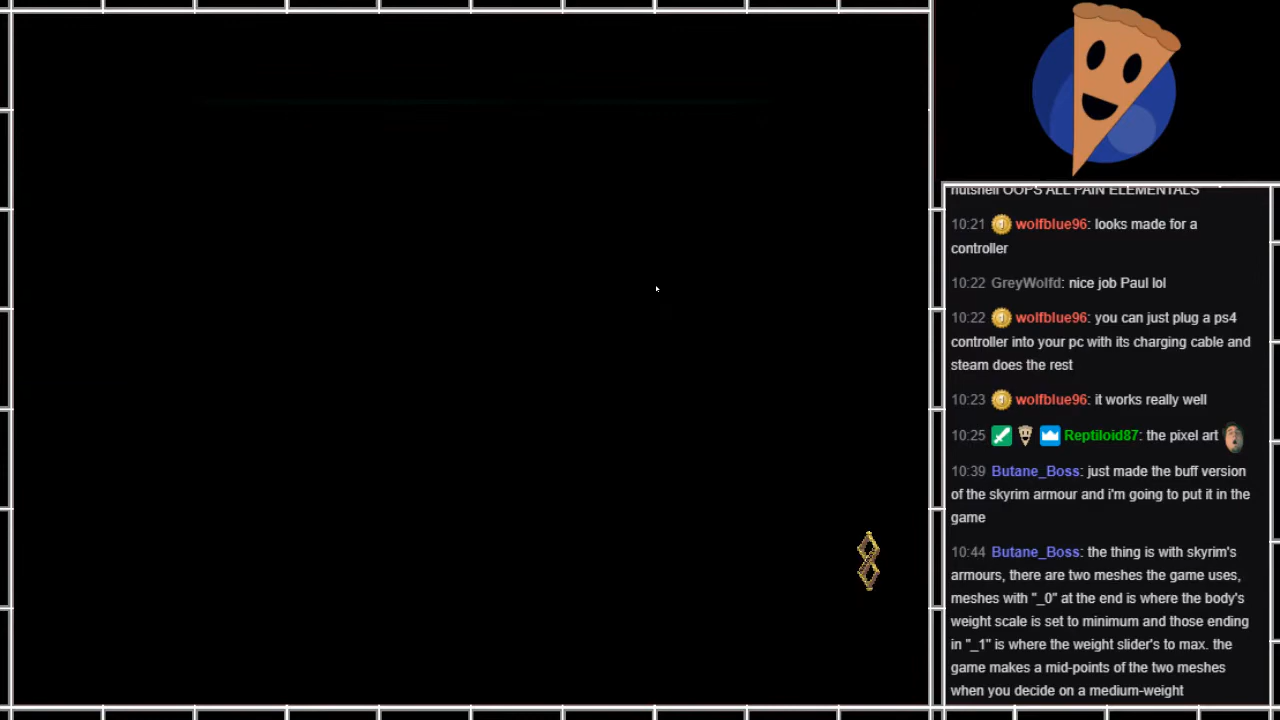 nutshell OOPS ALL PAIN ELEMENTALS
10:21 wolfblue96: looks made for a
controller
10:22 GreyWolfd: nice job Paul lol
10:22 wolfblue96: you can just plug a ps4
controller into your pc with its charging cable and
steam does the rest
10:23 wolfblue96: it works really well
10:25 Reptiloid87: the pixel art
10:39 Butane_Boss: just made the buff version
of the skyrim armour and i'm going to put it in the
game
10:44 Butane_Boss: the thing is with skyrim's
armours, there are two meshes the game uses,
meshes with "_0" at the end is where the body's
weight scale is set to minimum and those ending
in "_1" is where the weight slider's to max. the
game makes a mid-points of the two meshes
when you decide on a medium-weight